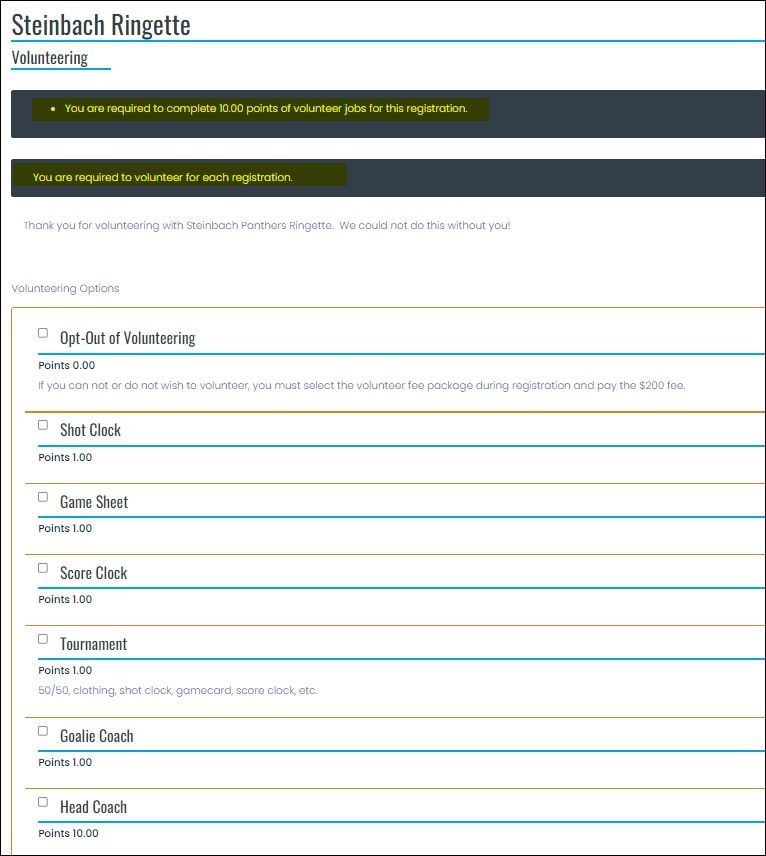 Steinbach Ringette
Volunteering
• You are required to complete 10.00 points of volunteer jobs for this registration.
You are required to volunteer for each registration.
Thank you for volunteering with Steinbach Panthers Ringette.  We could not do this without you!
Volunteering Options
Opt-Out of Volunteering
Points 0.00
If you can not or do not wish to volunteer, you must select the volunteer fee package during registration and pay the $200 fee.
Shot Clock
Points 1.00
Game Sheet
Points 1.00
Score Clock
Points 1.00
Tournament
Points 1.00
50/50, clothing, shot clock, gamecard, score clock, etc.
Goalie Coach
Points 1.00
Head Coach
Points 10.00